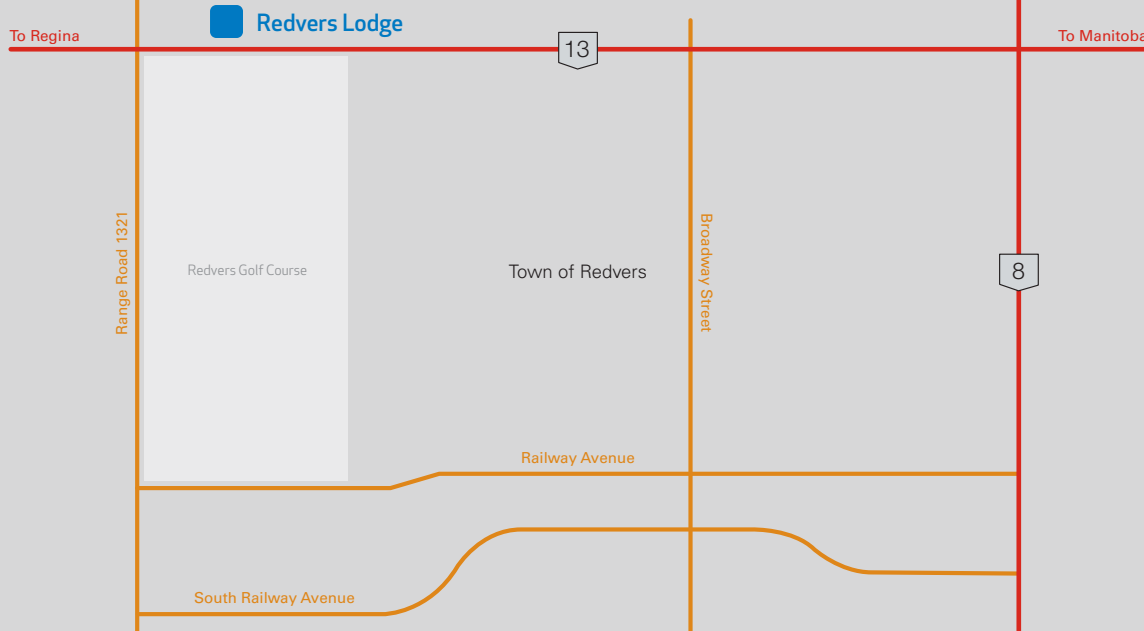 Redvers Lodge
To Regina
13
To Manitoba
Range Road 1321
Redvers Golf Course
Town of Redvers
Broadway Street
8
Railway Avenue
South Railway Avenue